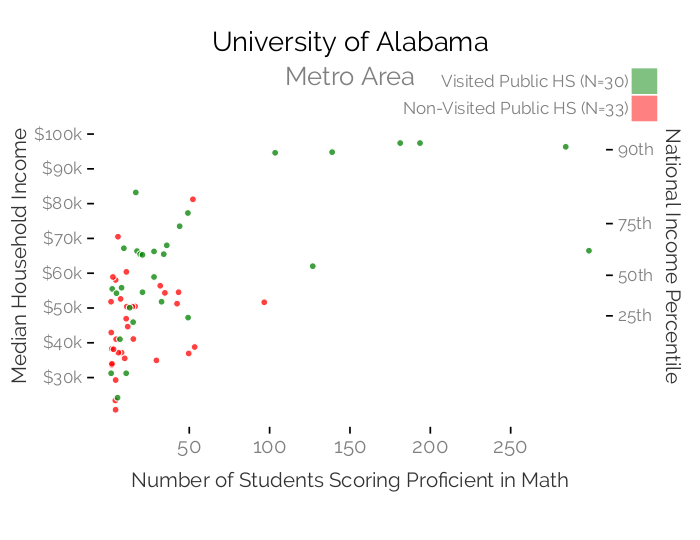 University of Alabama
Metro Area
Visited Public HS (N=30)
Non-Visited Public HS (N=33)
Median Household Income
$100k
$90k
$80k
$70k
$60k
$50k
$40k
$30k
90th
75th
50th
25th
National Income Percentile
50 100 150 200 250
Number of Students Scoring Proficient in Math